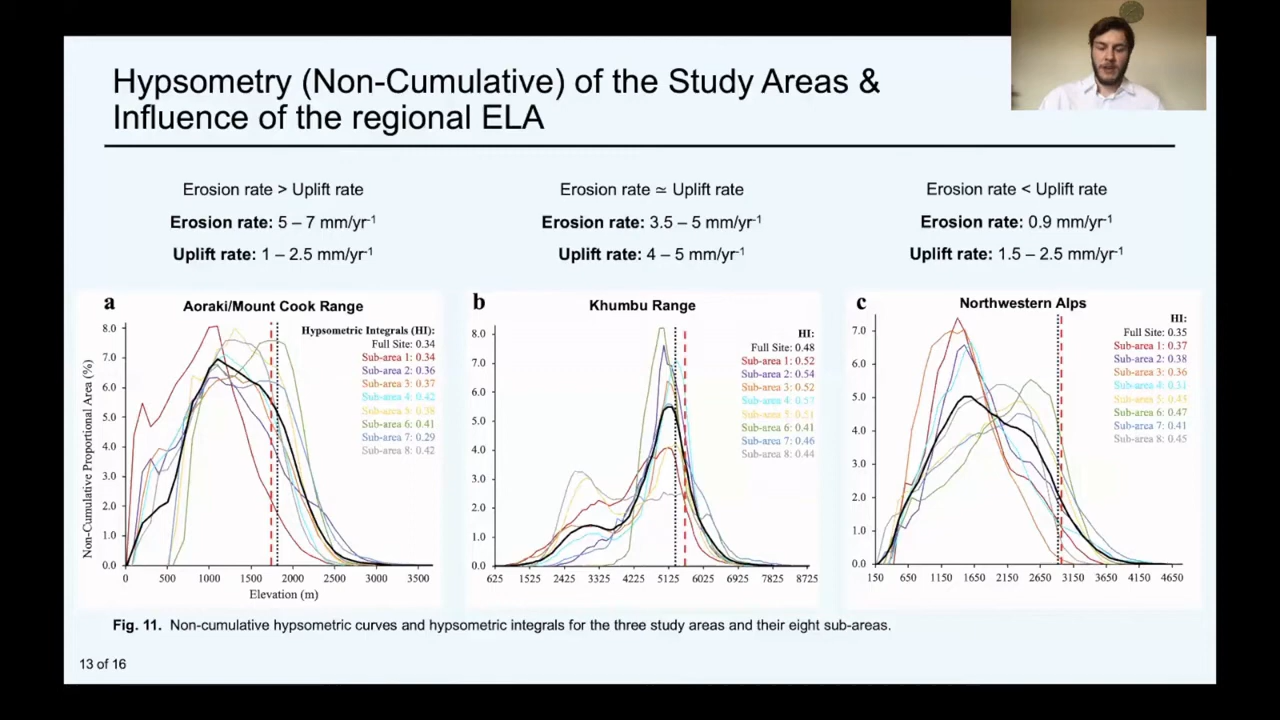 Hypsometry (Non-Cumulative) of the Study Areas &
Influence of the regional ELA
Erosion rate > Uplift rate
Erosion rate: 5 – 7 mm/yr-1
Uplift rate: 1 – 2.5 mm/yr-1
Erosion rate ≃ Uplift rate
Erosion rate: 3.5 – 5 mm/yr-1
Uplift rate: 4 – 5 mm/yr-1
Erosion rate < Uplift rate
Erosion rate: 0.9 mm/yr-1
Uplift rate: 1.5 – 2.5 mm/yr-1
a
Aoraki/Mount Cook Range
Hypsometric Integrals (HI):
Full Site: 0.34
Sub-area 1: 0.34
Sub-area 2: 0.36
Sub-area 3: 0.37
Sub-area 4: 0.42
Sub-area 5: 0.38
Sub-area 6: 0.41
Sub-area 7: 0.29
Sub-area 8: 0.42
Non-Cumulative Proportional Area (%)
8.0
7.0
6.0
5.0
4.0
3.0
2.0
1.0
0.0
0 500 1000 1500 2000 2500 3000 3500
Elevation (m)
b
Khumbu Range
HI:
Full Site: 0.48
Sub-area 1: 0.52
Sub-area 2: 0.54
Sub-area 3: 0.52
Sub-area 4: 0.57
Sub-area 5: 0.51
Sub-area 6: 0.41
Sub-area 7: 0.46
Sub-area 8: 0.44
8.0
7.0
6.0
5.0
4.0
3.0
2.0
1.0
0.0
625 1525 2425 3325 4225 5125 6025 6925 7825 8725
c
Northwestern Alps
HI:
Full Site: 0.35
Sub-area 1: 0.37
Sub-area 2: 0.38
Sub-area 3: 0.36
Sub-area 4: 0.31
Sub-area 5:
Sub-area 6: 0.47
Sub-area 7: 0.41
Sub-area 8: 0.45
7.0
6.0
5.0
4.0
3.0
2.0
1.0
0.0
150 650 1150 1650 2150 2650 3150 3650 4150 4650
Fig. 11. Non-cumulative hypsometric curves and hypsometric integrals for the three study areas and their eight sub-areas.
13 of 16